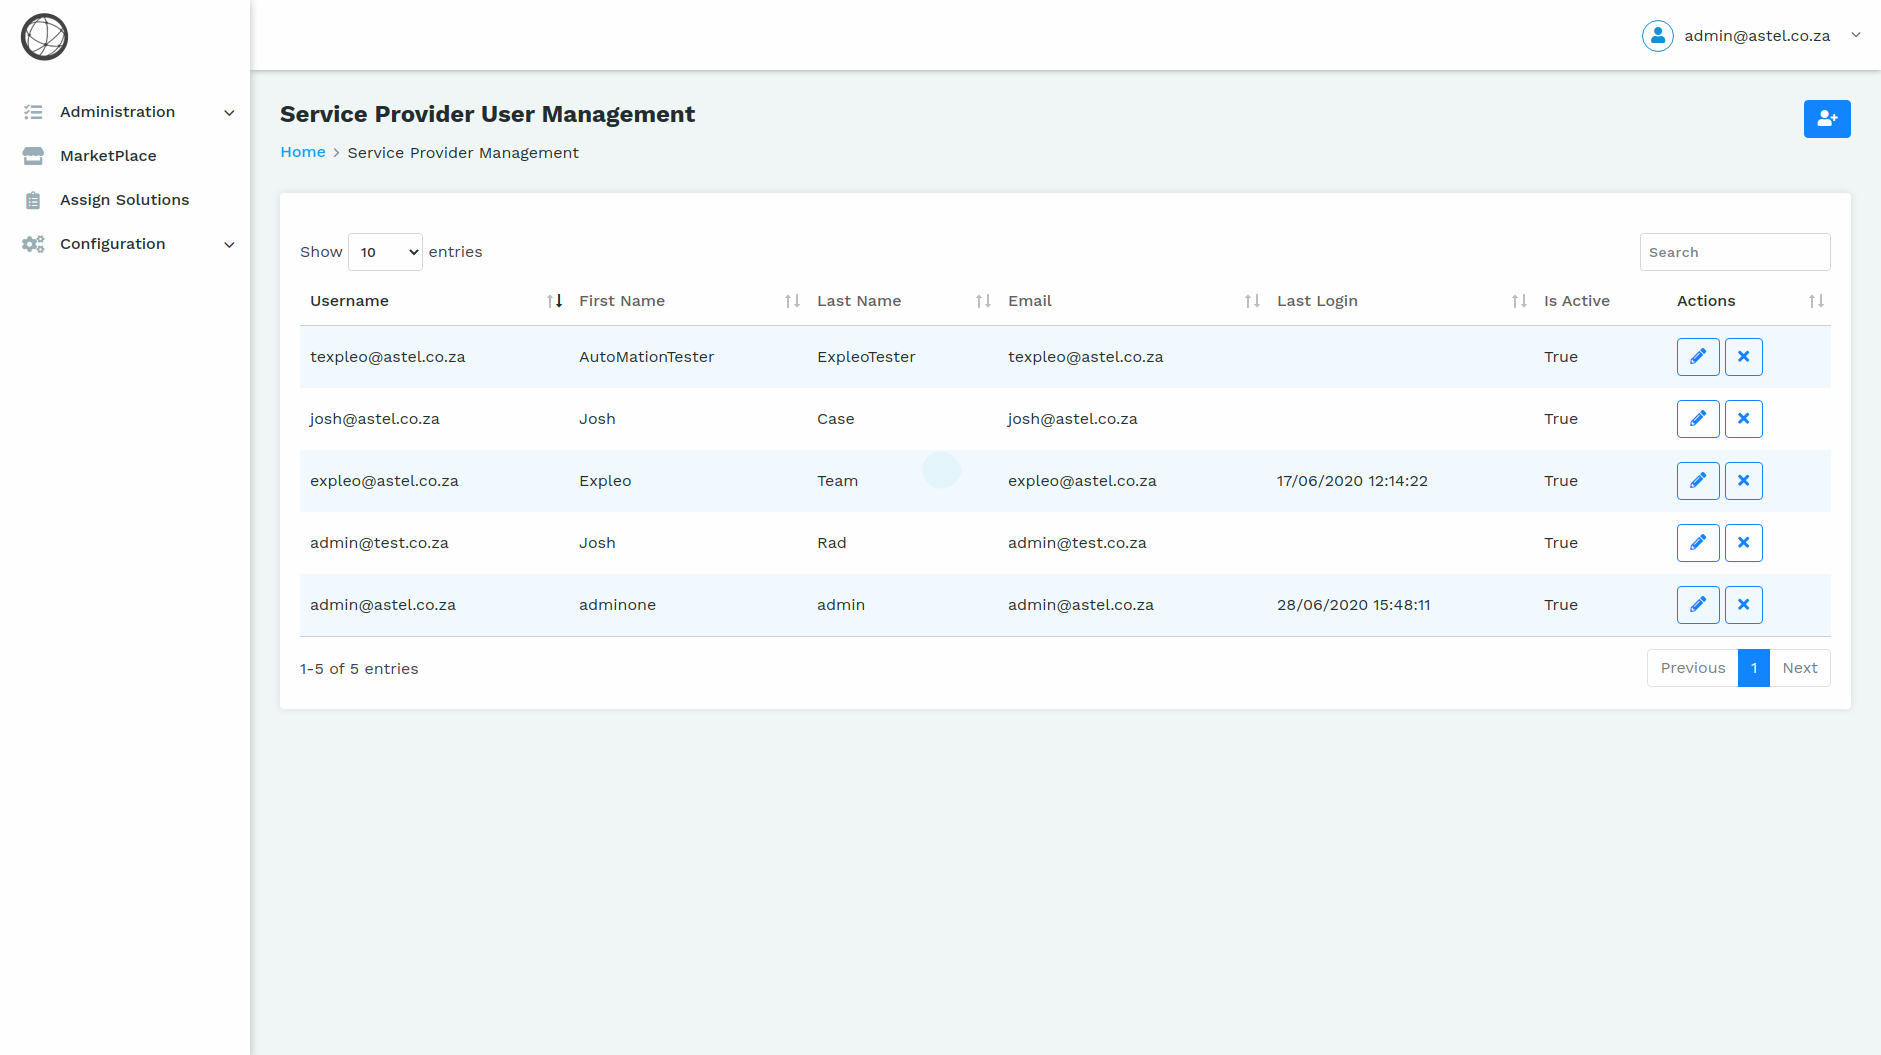 admin@astel.co.za
Administration
MarketPlace
Assign Solutions
Configuration
Service Provider User Management
Home > Service Provider Management
Show 10 entries
Search
Username First Name Last Name Email Last Login Is Active Actions
texpleo@astel.co.za AutoMationTester ExpleoTester texpleo@astel.co.za True
josh@astel.co.za Josh Case josh@astel.co.za True
expleo@astel.co.za Expleo Team expleo@astel.co.za 17/06/2020 12:14:22 True
admin@test.co.za Josh Rad admin@test.co.za True
admin@astel.co.za adminone admin admin@astel.co.za 28/06/2020 15:48:11 True
1-5 of 5 entries
Previous 1 Next